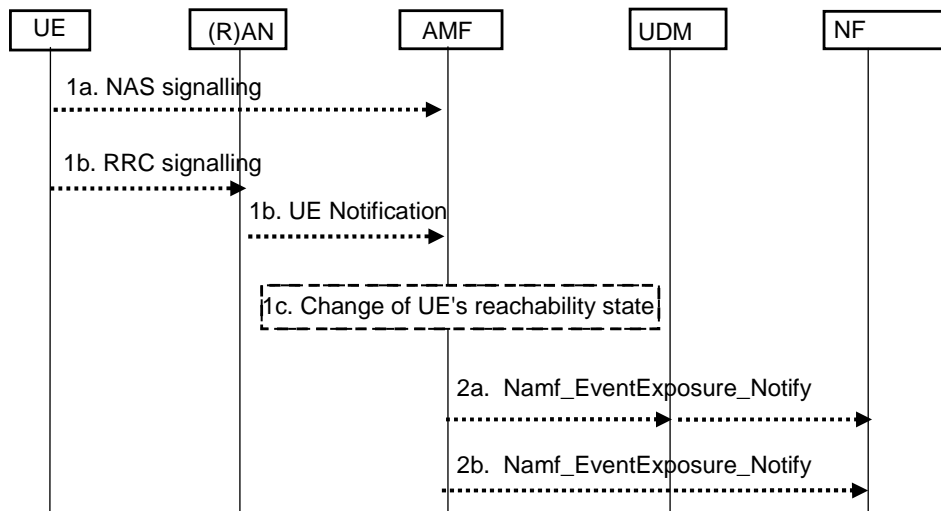 UE
(R)AN
AMF
UDM
NF
1a. NAS signalling
1b. RRC signalling
1b. UE Notification
1c. Change of UE's reachability state
2a. Namf_EventExposure_Notify
2b. Namf_EventExposure_Notify